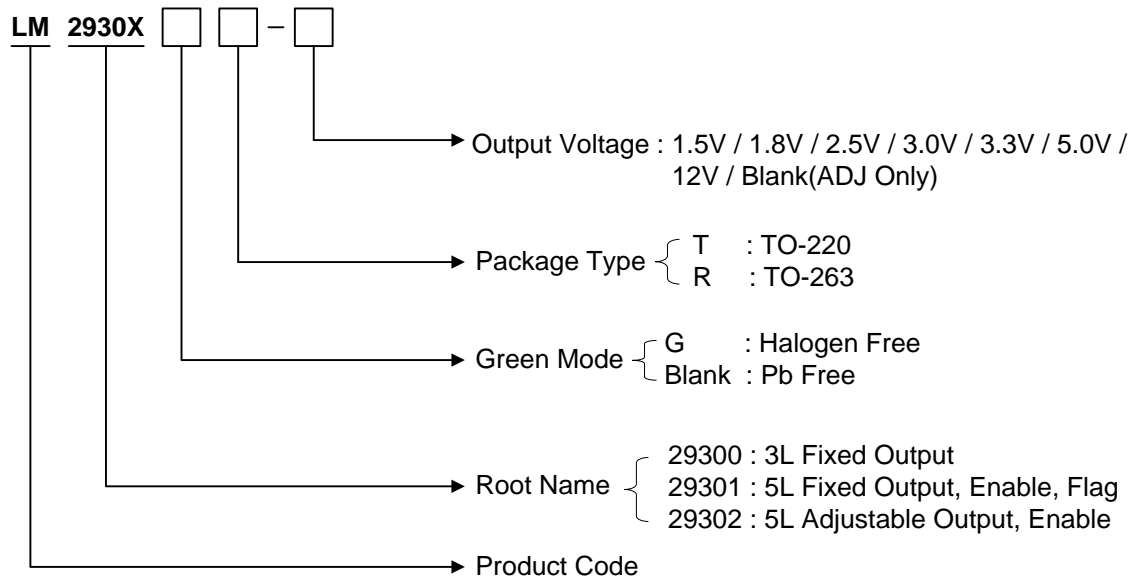 LM 2930X –
Output Voltage : 1.5V / 1.8V / 2.5V / 3.0V / 3.3V / 5.0V /
12V / Blank(ADJ Only)
Package Type
T : TO-220
R : TO-263
Green Mode
G : Halogen Free
Blank : Pb Free
Root Name
29300 : 3L Fixed Output
29301 : 5L Fixed Output, Enable, Flag
29302 : 5L Adjustable Output, Enable
Product Code